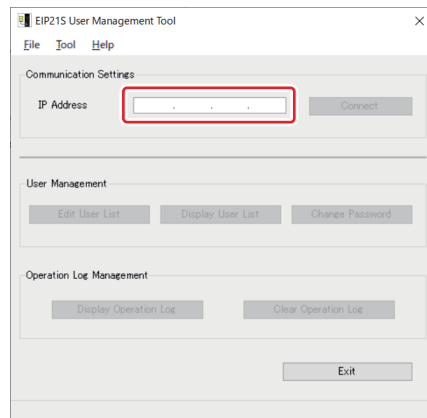 EIP21S User Management Tool
File Tool Help
Communication Settings
IP Address . . . Connect
User Management
Edit User List Display User List Change Password
Operation Log Management
Display Operation Log Clear Operation Log
Exit